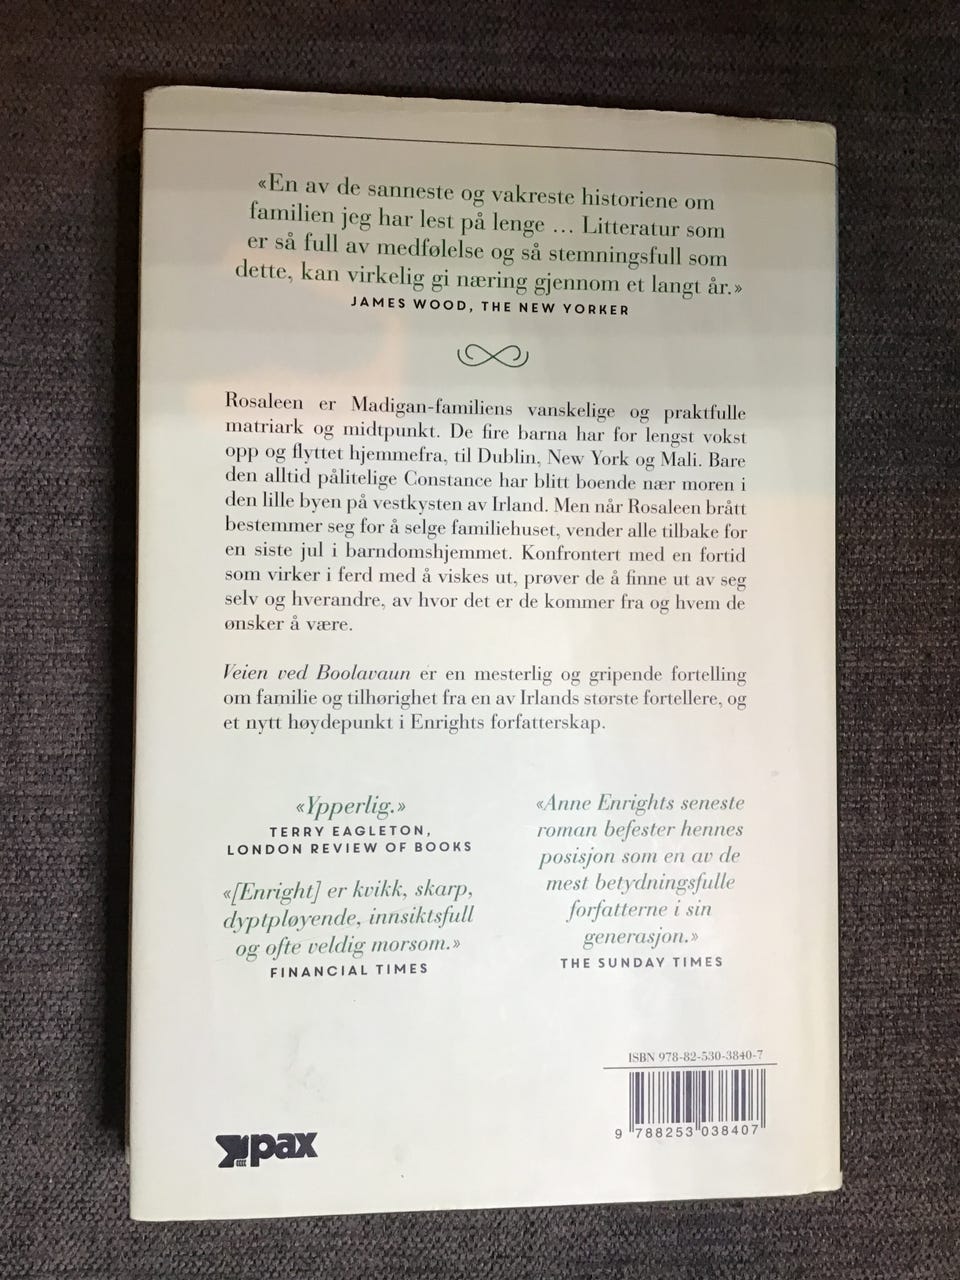 «En av de sanneste og vakreste historiene om
familien jeg har lest på lenge … Litteratur som
er så full av medfølelse og så stemningsfull som
dette, kan virkelig gi næring gjennom et langt år.»
JAMES WOOD, THE NEW YORKER
Rosaleen er Madigan-familiens vanskelige og praktfulle
matriark og midtpunkt. De fire barna har for lengst vokst
opp og flyttet hjemmefra, til Dublin, New York og Mali. Bare
den alltid pålitelige Constance har blitt boende nær moren i
den lille byen på vestkysten av Irland. Men når Rosaleen brått
bestemmer seg for å selge familiehuset, vender alle tilbake for
en siste jul i barndomshjemmet. Konfrontert med en fortid
som virker i ferd med å viskes ut, prøver de å finne ut av seg
selv og hverandre, av hvor det er de kommer fra og hvem de
ønsker å være.
Veien ved Boolavaun er en mesterlig og gripende fortelling
om familie og tilhørighet fra en av Irlands største fortellere, og
et nytt høydepunkt i Enrights forfatterskap.
«Ypperlig.»
TERRY EAGLETON,
LONDON REVIEW OF BOOKS
«[Enright] er kvikk, skarp,
dyptpløyende, innsiktsfull
og ofte veldig morsom.»
FINANCIAL TIMES
«Anne Enrights seneste
roman befester hennes
posisjon som en av de
mest betydningsfulle
forfatterne i sin
generasjon.»
THE SUNDAY TIMES
ISBN 978-82-530-3840-7
9 788253 038407
pax